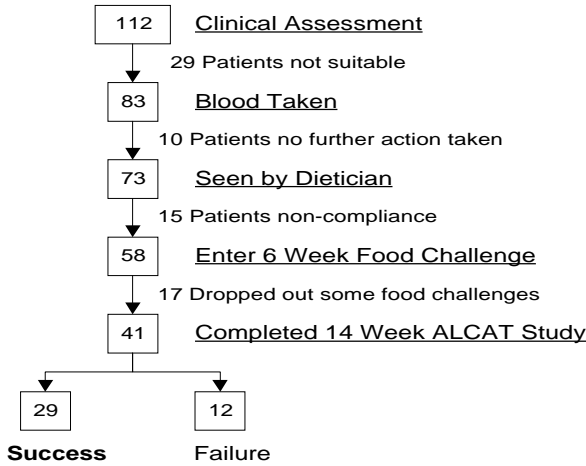 112 Clinical Assessment
29 Patients not suitable
83 Blood Taken
10 Patients no further action taken
73 Seen by Dietician
15 Patients non-compliance
58 Enter 6 Week Food Challenge
17 Dropped out some food challenges
41 Completed 14 Week ALCAT Study
29 12
Success Failure